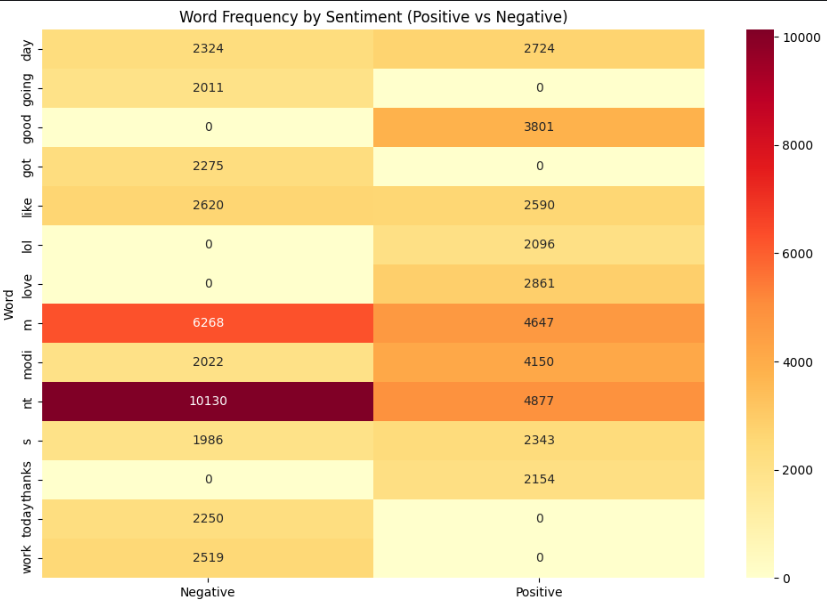 Word Frequency by Sentiment (Positive vs Negative)
Word
day 2324 2724
going 2011 0
good 0 3801
got 2275 0
like 2620 2590
lol 0 2096
love 0 2861
m 6268 4647
modi 2022 4150
nt 10130 4877
s 1986 2343
thanks 0 2154
today 2250 0
work 2519 0
Negative Positive
10000
8000
6000
4000
2000
0